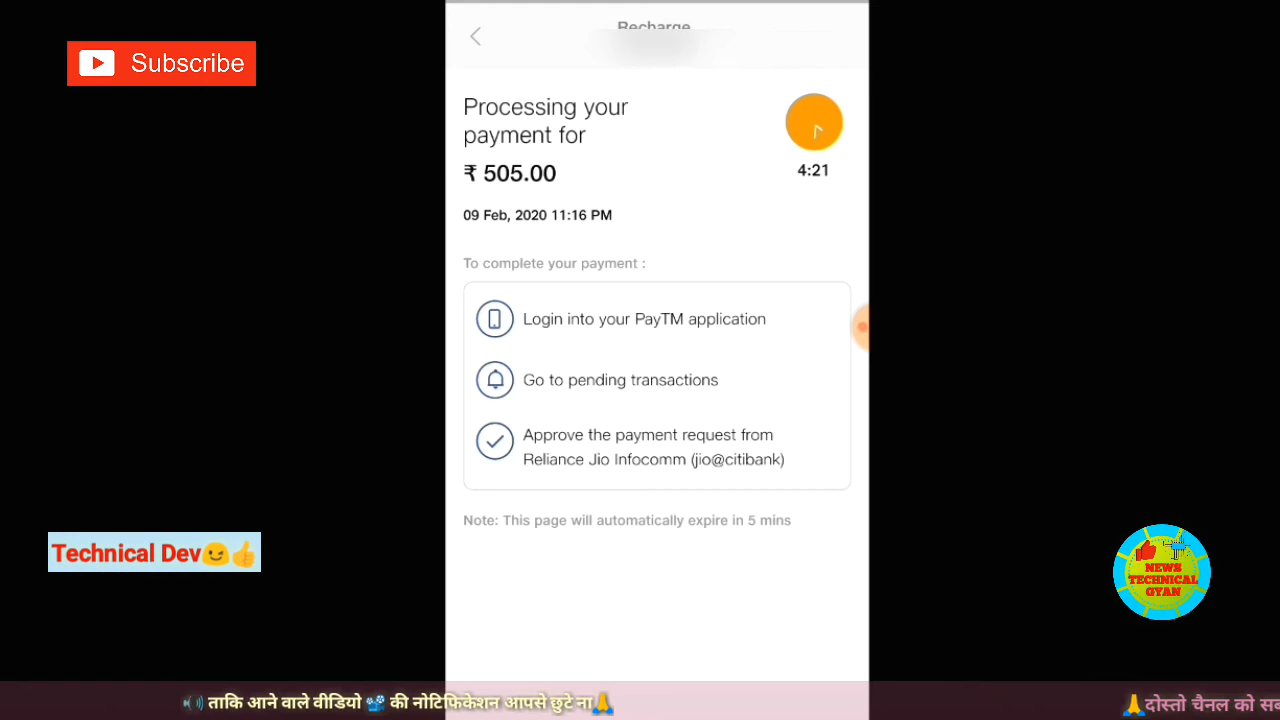 Recharge
Subscribe
Processing your
payment for
₹ 505.00
4:21
09 Feb, 2020 11:16 PM
To complete your payment :
Login into your PayTM application
Go to pending transactions
Approve the payment request from
Reliance Jio Infocomm (jio@citibank)
Note: This page will automatically expire in 5 mins
Technical Dev😉👍
NEWS
TECHNICAL
GYAN
🔊 ताकि आने वाले वीडियो 📽 की नोटिफिकेशन आपसे छुटे ना🙏
🙏दोस्तो चैनल को